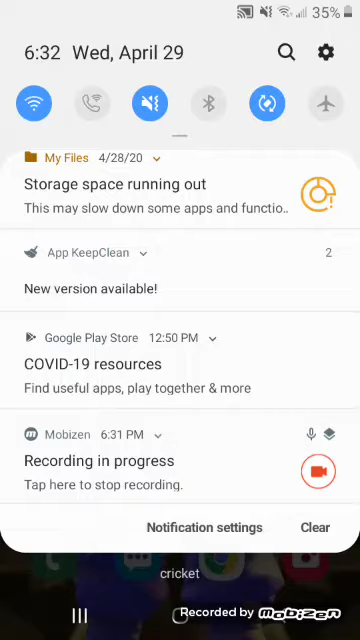 35%
6:32 Wed, April 29
My Files 4/28/20
Storage space running out
This may slow down some apps and functio..
App KeepClean 2
New version available!
Google Play Store 12:50 PM
COVID-19 resources
Find useful apps, play together & more
Mobizen 6:31 PM
Recording in progress
Tap here to stop recording.
Notification settings Clear
cricket
Recorded by MOBIZEN